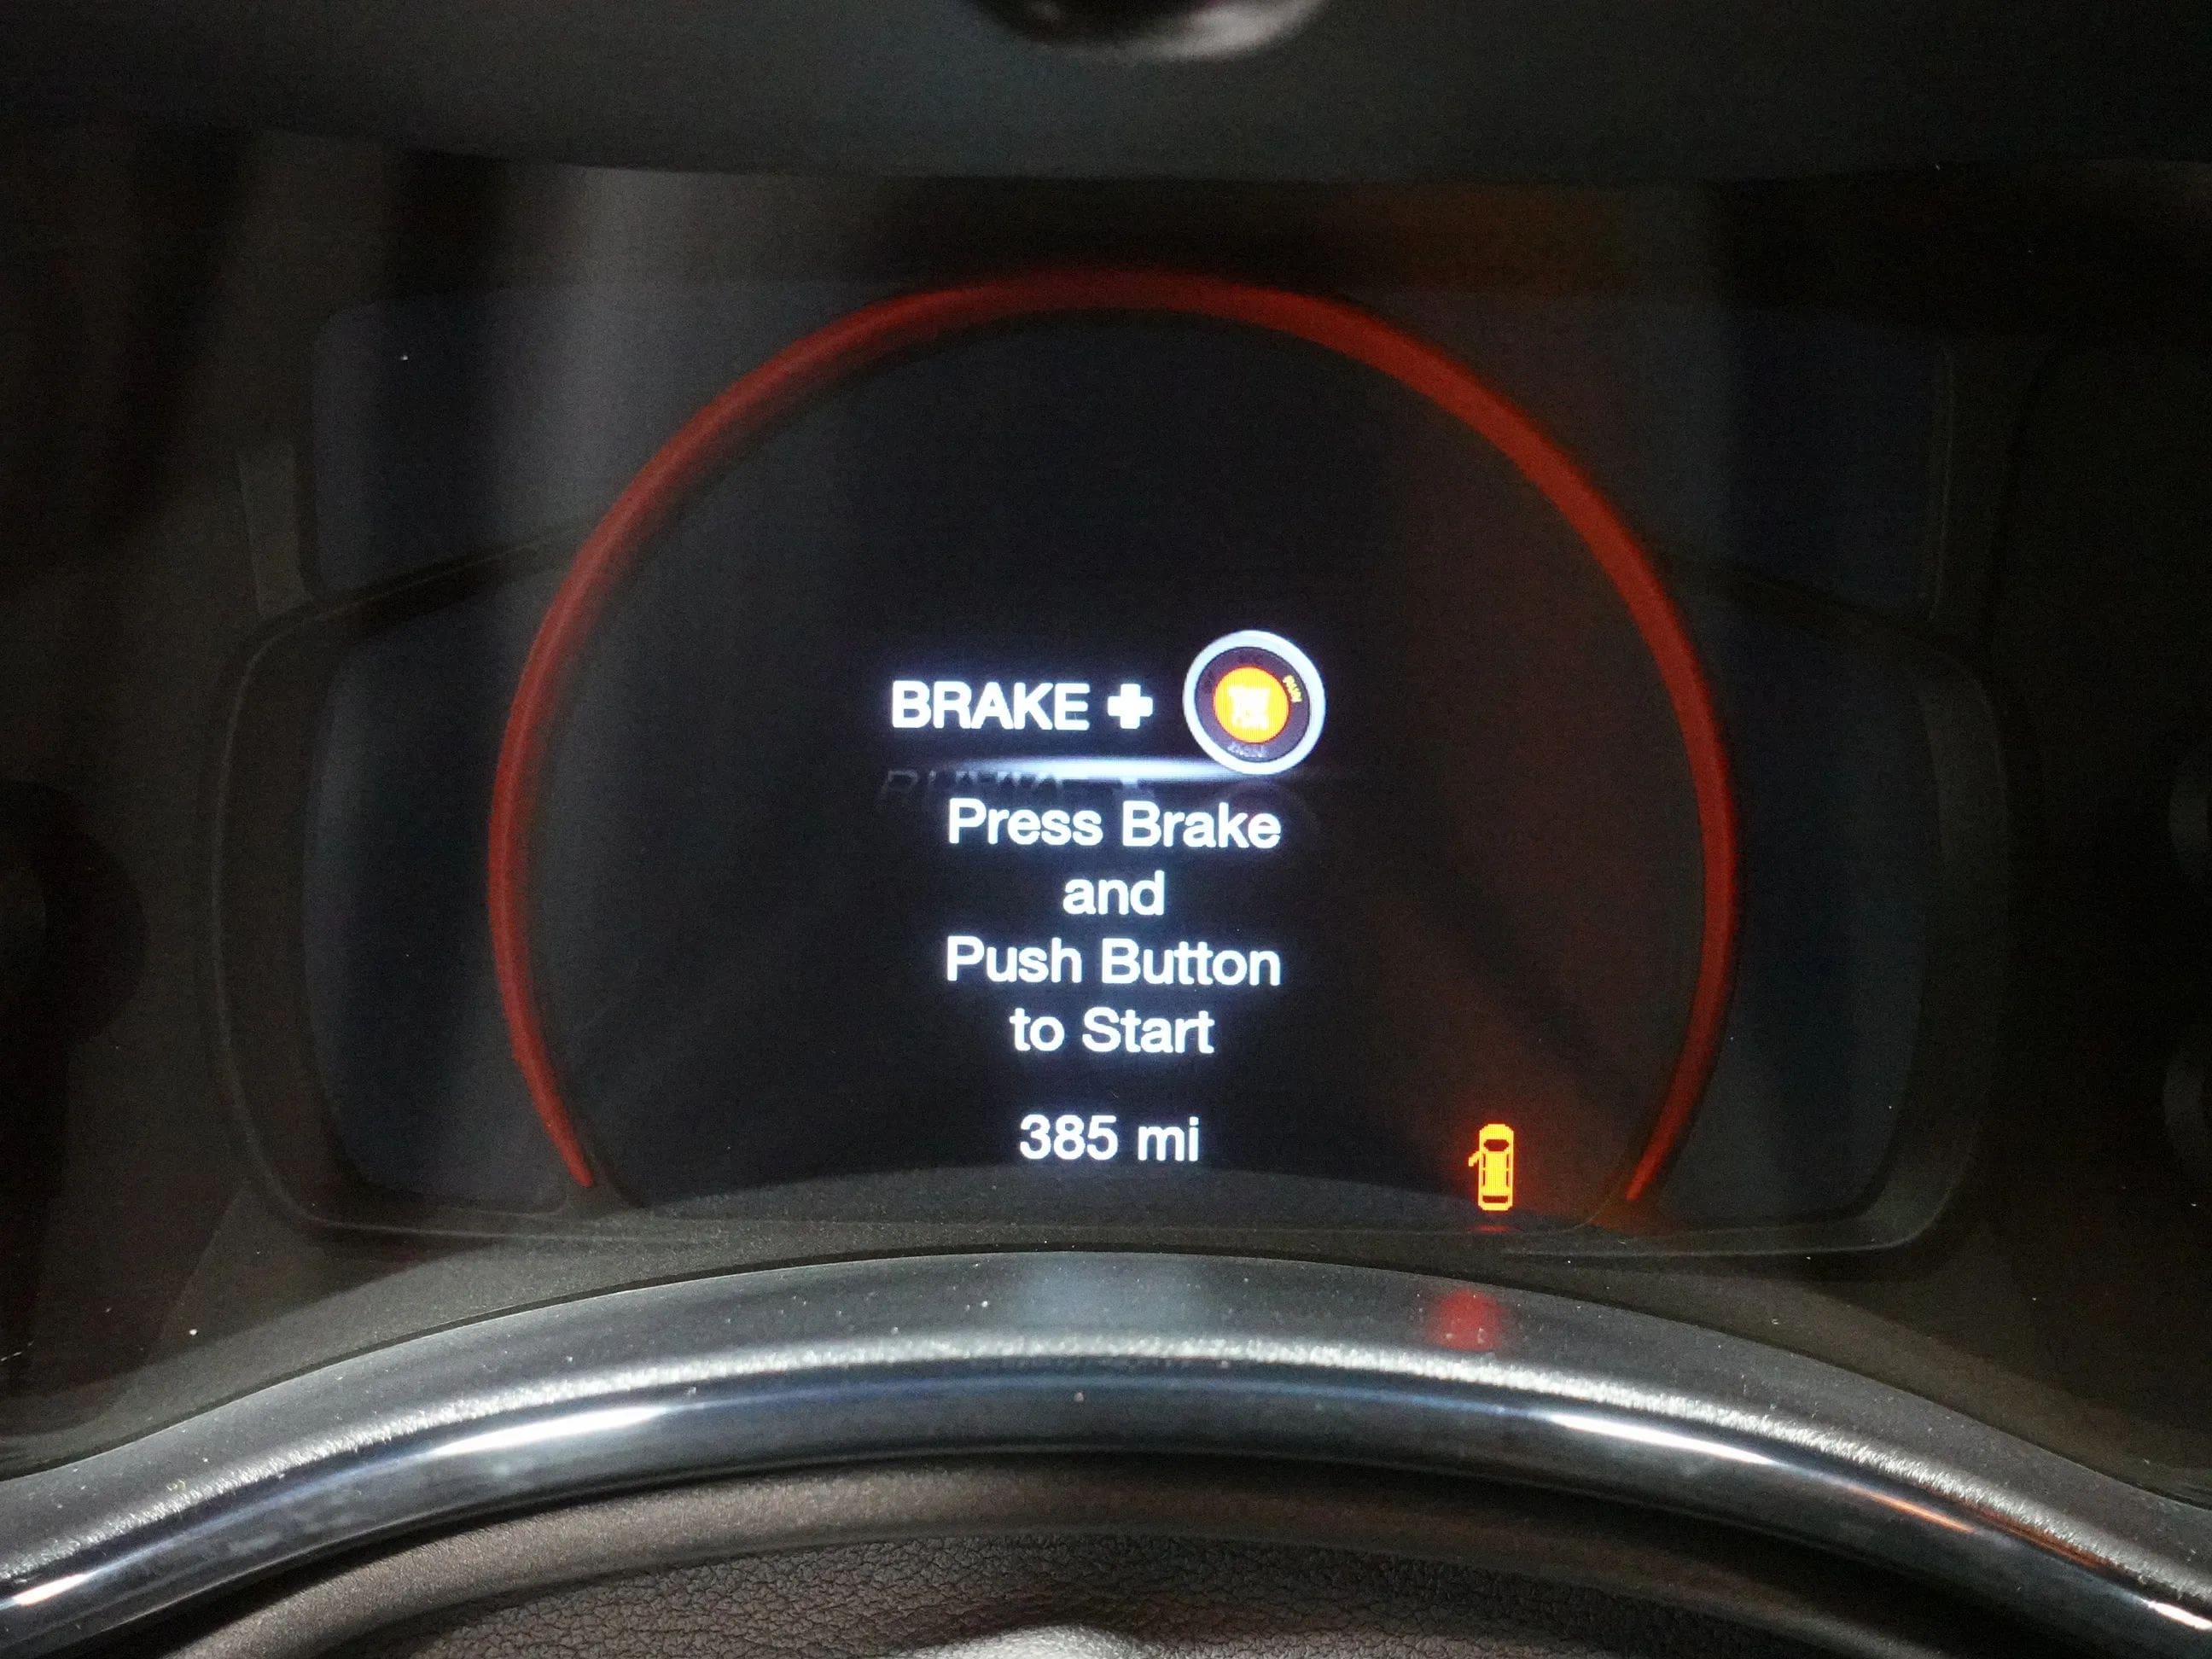 BRAKE +
Press Brake
and
Push Button
to Start
385 mi